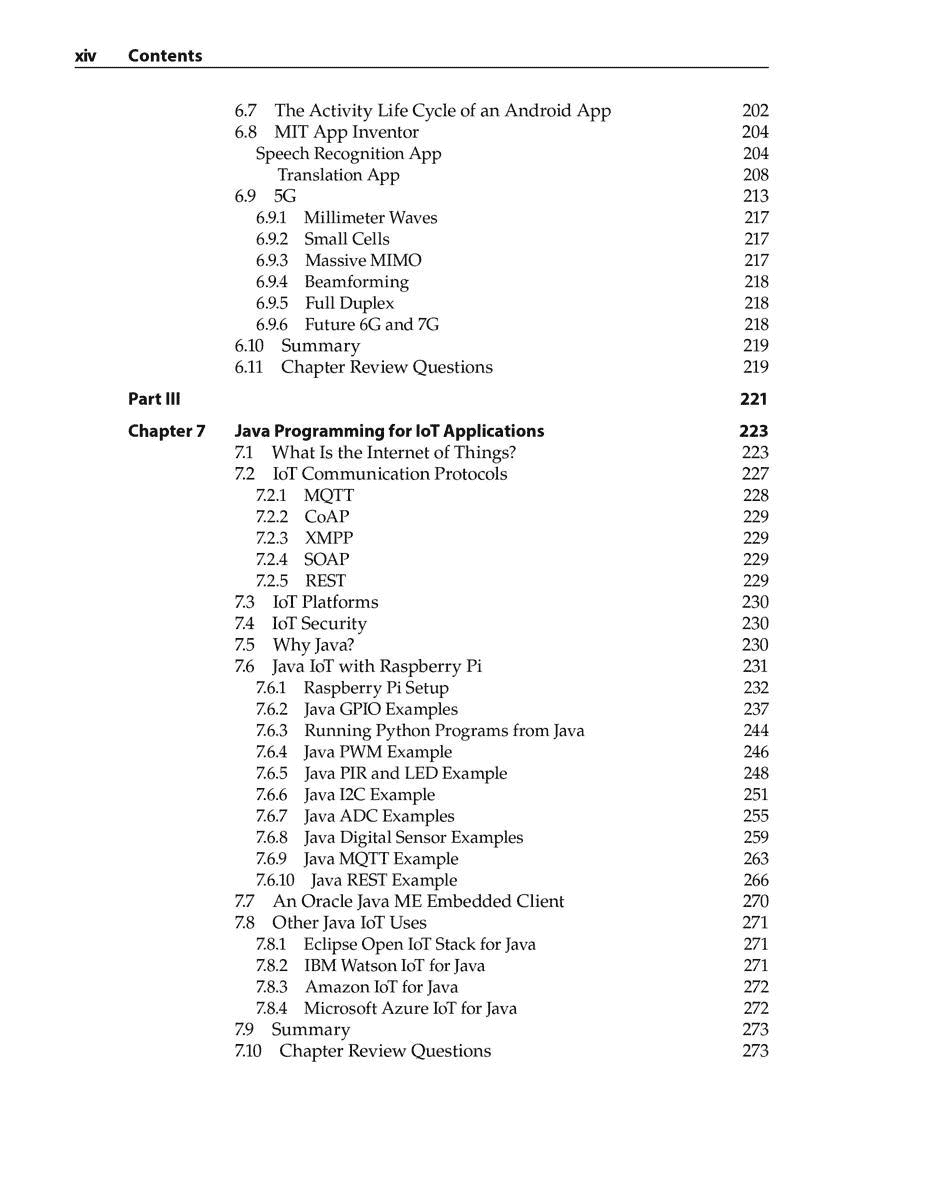 xiv Contents
6.7 The Activity Life Cycle of an Android App 202
6.8 MIT App Inventor 204
Speech Recognition App 204
Translation App 208
6.9 5G 213
6.9.1 Millimeter Waves 217
6.9.2 Small Cells 217
6.9.3 Massive MIMO 217
6.9.4 Beamforming 218
6.9.5 Full Duplex 218
6.9.6 Future 6G and 7G 218
6.10 Summary 219
6.11 Chapter Review Questions 219
Part III 221
Chapter 7 Java Programming for IoT Applications 223
7.1 What Is the Internet of Things? 223
7.2 IoT Communication Protocols 227
7.2.1 MQTT 228
7.2.2 CoAP 229
7.2.3 XMPP 229
7.2.4 SOAP 229
7.2.5 REST 229
7.3 IoT Platforms 230
7.4 IoT Security 230
7.5 Why Java? 230
7.6 Java IoT with Raspberry Pi 231
7.6.1 Raspberry Pi Setup 232
7.6.2 Java GPIO Examples 237
7.6.3 Running Python Programs from Java 244
7.6.4 Java PWM Example 246
7.6.5 Java PIR and LED Example 248
7.6.6 Java I2C Example 251
7.6.7 Java ADC Examples 255
7.6.8 Java Digital Sensor Examples 259
7.6.9 Java MQTT Example 263
7.6.10 Java REST Example 266
7.7 An Oracle Java ME Embedded Client 270
7.8 Other Java IoT Uses 271
7.8.1 Eclipse Open IoT Stack for Java 271
7.8.2 IBM Watson IoT for Java 271
7.8.3 Amazon IoT for Java 272
7.8.4 Microsoft Azure IoT for Java 272
7.9 Summary 273
7.10 Chapter Review Questions 273